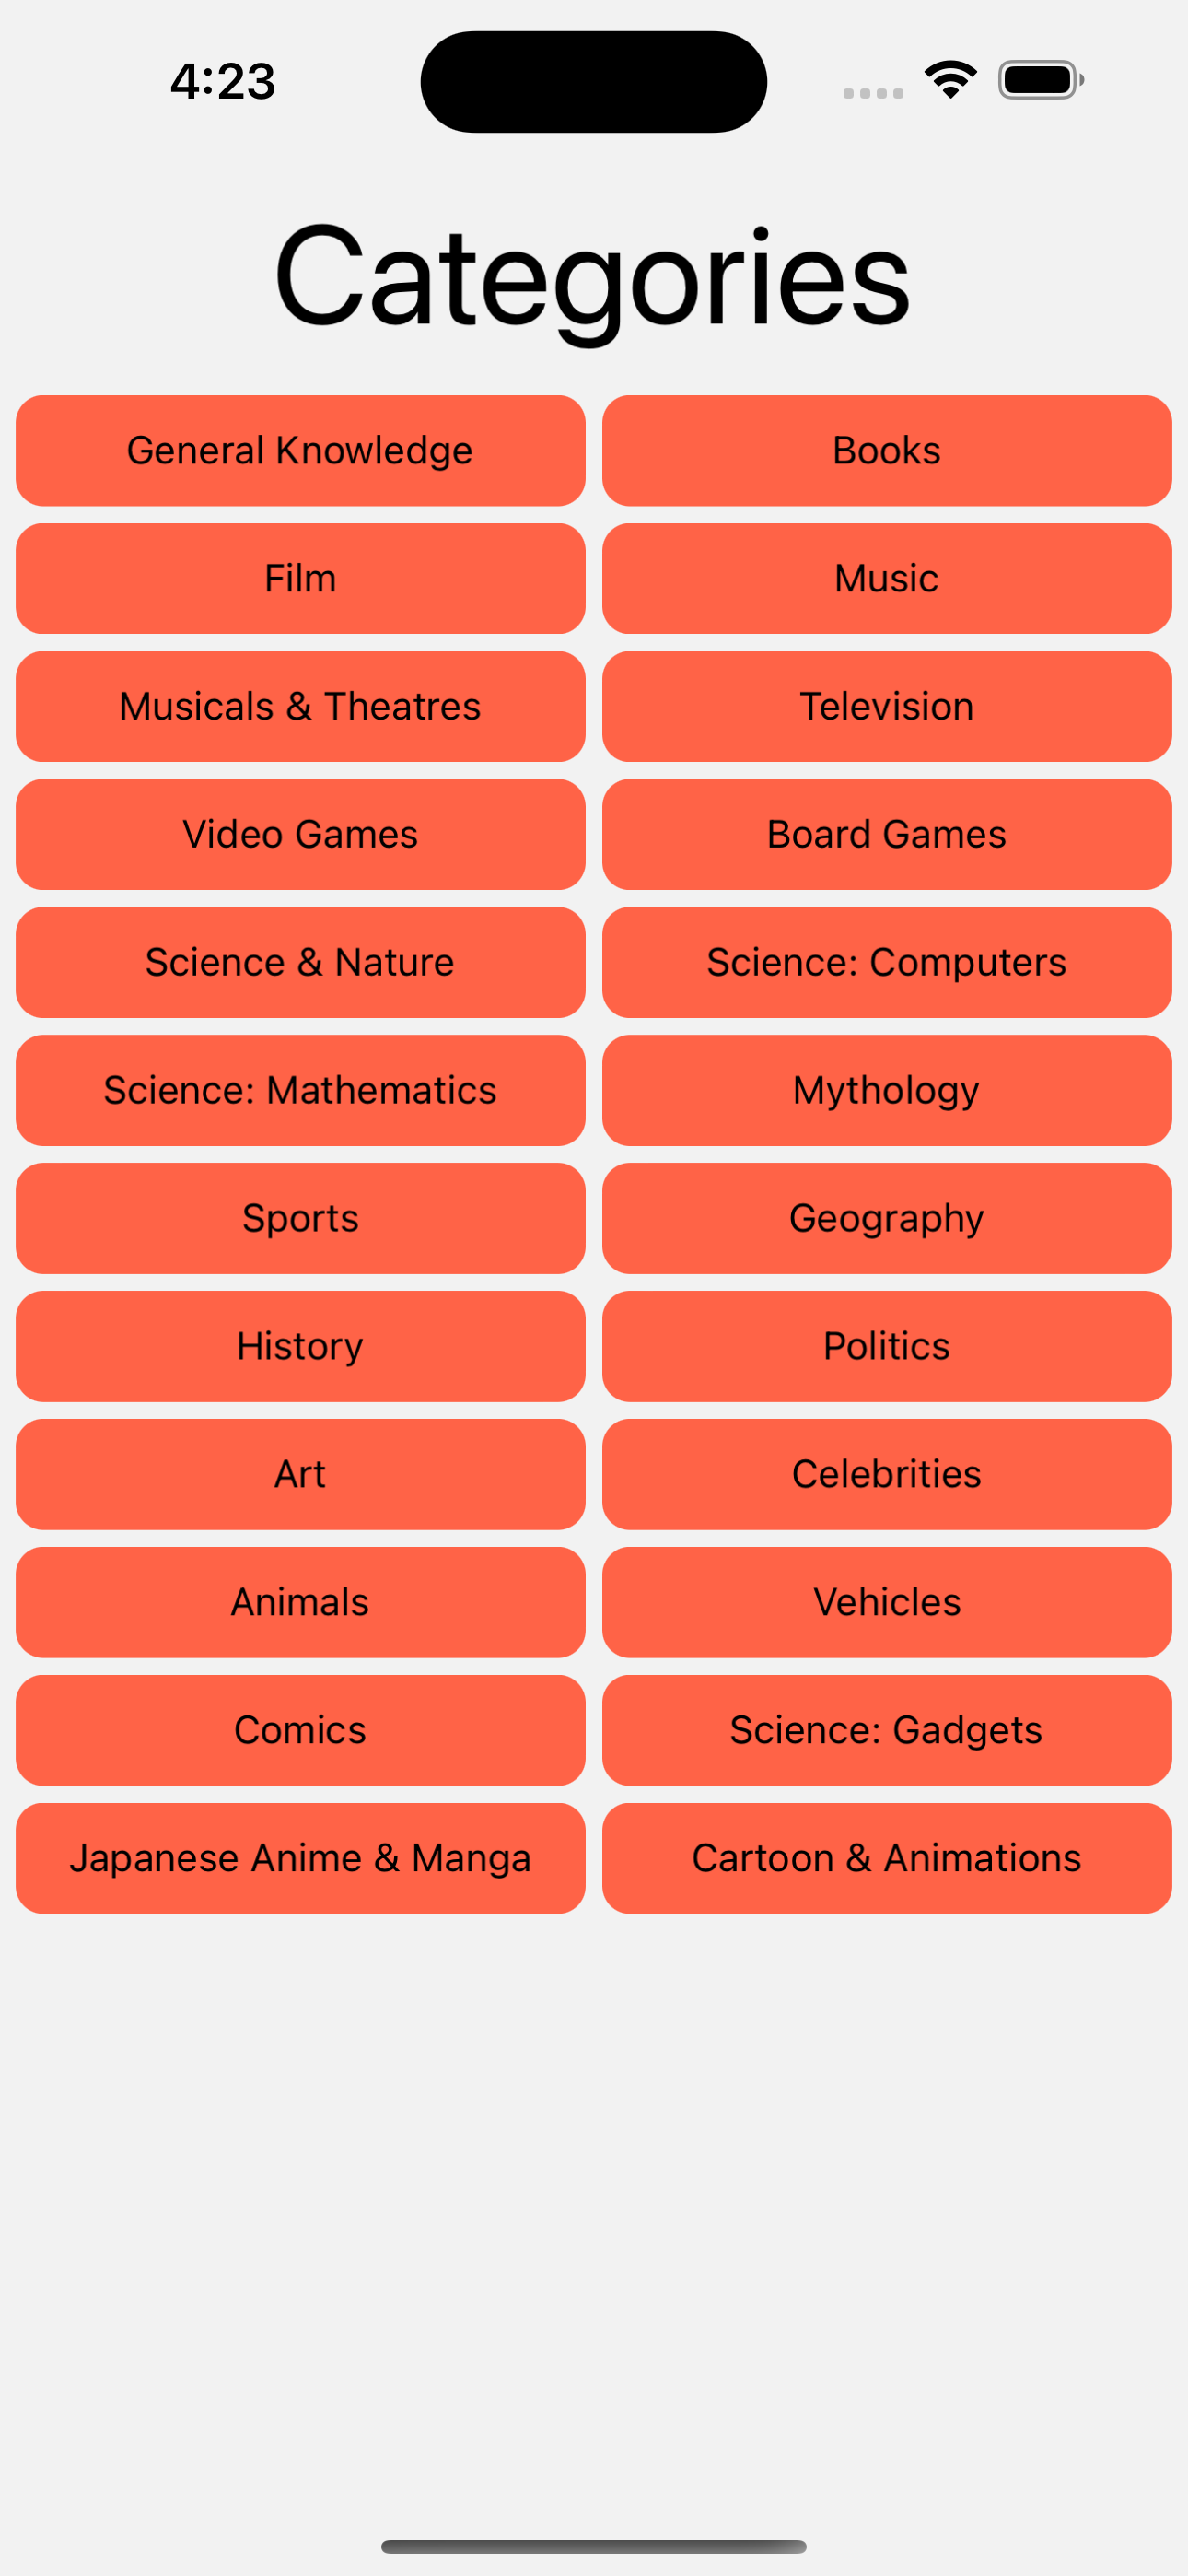 4:23
Categories
General Knowledge
Books
Film
Music
Musicals & Theatres
Television
Video Games
Board Games
Science & Nature
Science: Computers
Science: Mathematics
Mythology
Sports
Geography
History
Politics
Art
Celebrities
Animals
Vehicles
Comics
Science: Gadgets
Japanese Anime & Manga
Cartoon & Animations